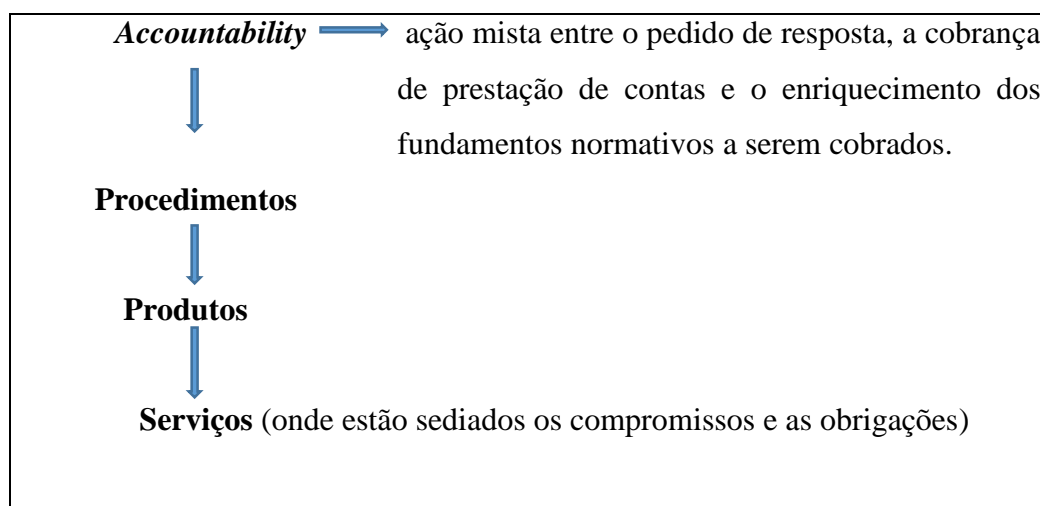 Accountability ação mista entre o pedido de resposta, a cobrança
de prestação de contas e o enriquecimento dos
fundamentos normativos a serem cobrados.
Procedimentos
Produtos
Serviços (onde estão sediados os compromissos e as obrigações)